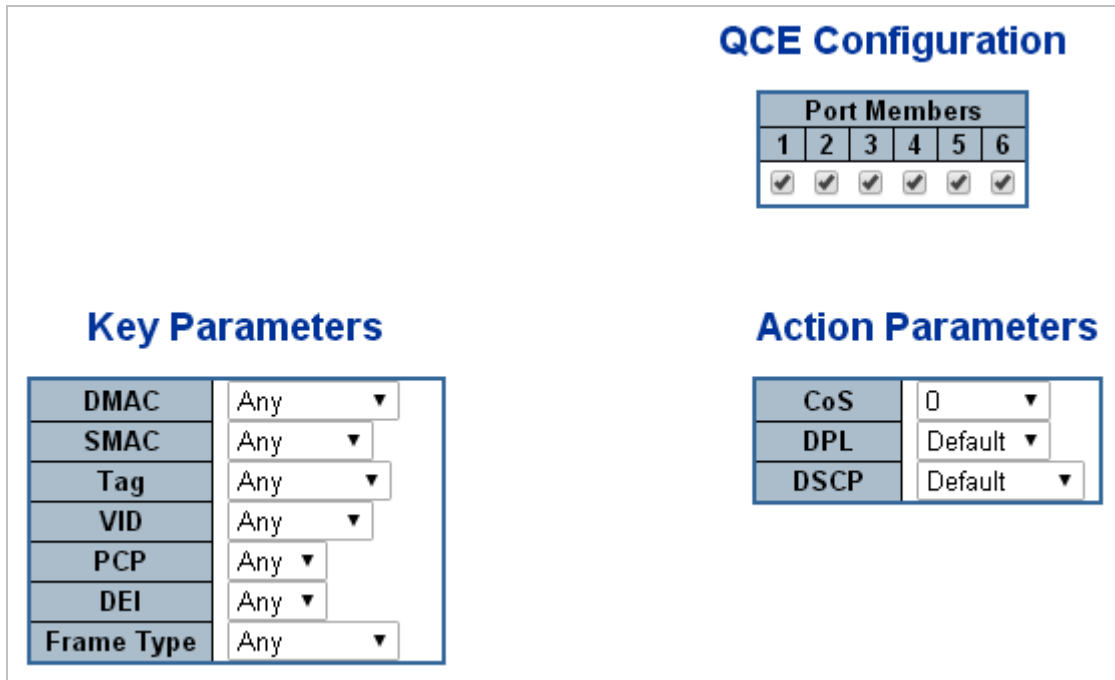 QCE Configuration
Port Members
1 2 3 4 5 6
Key Parameters
DMAC Any
SMAC Any
Tag Any
VID Any
PCP Any
DEI Any
Frame Type Any
Action Parameters
CoS 0
DPL Default
DSCP Default